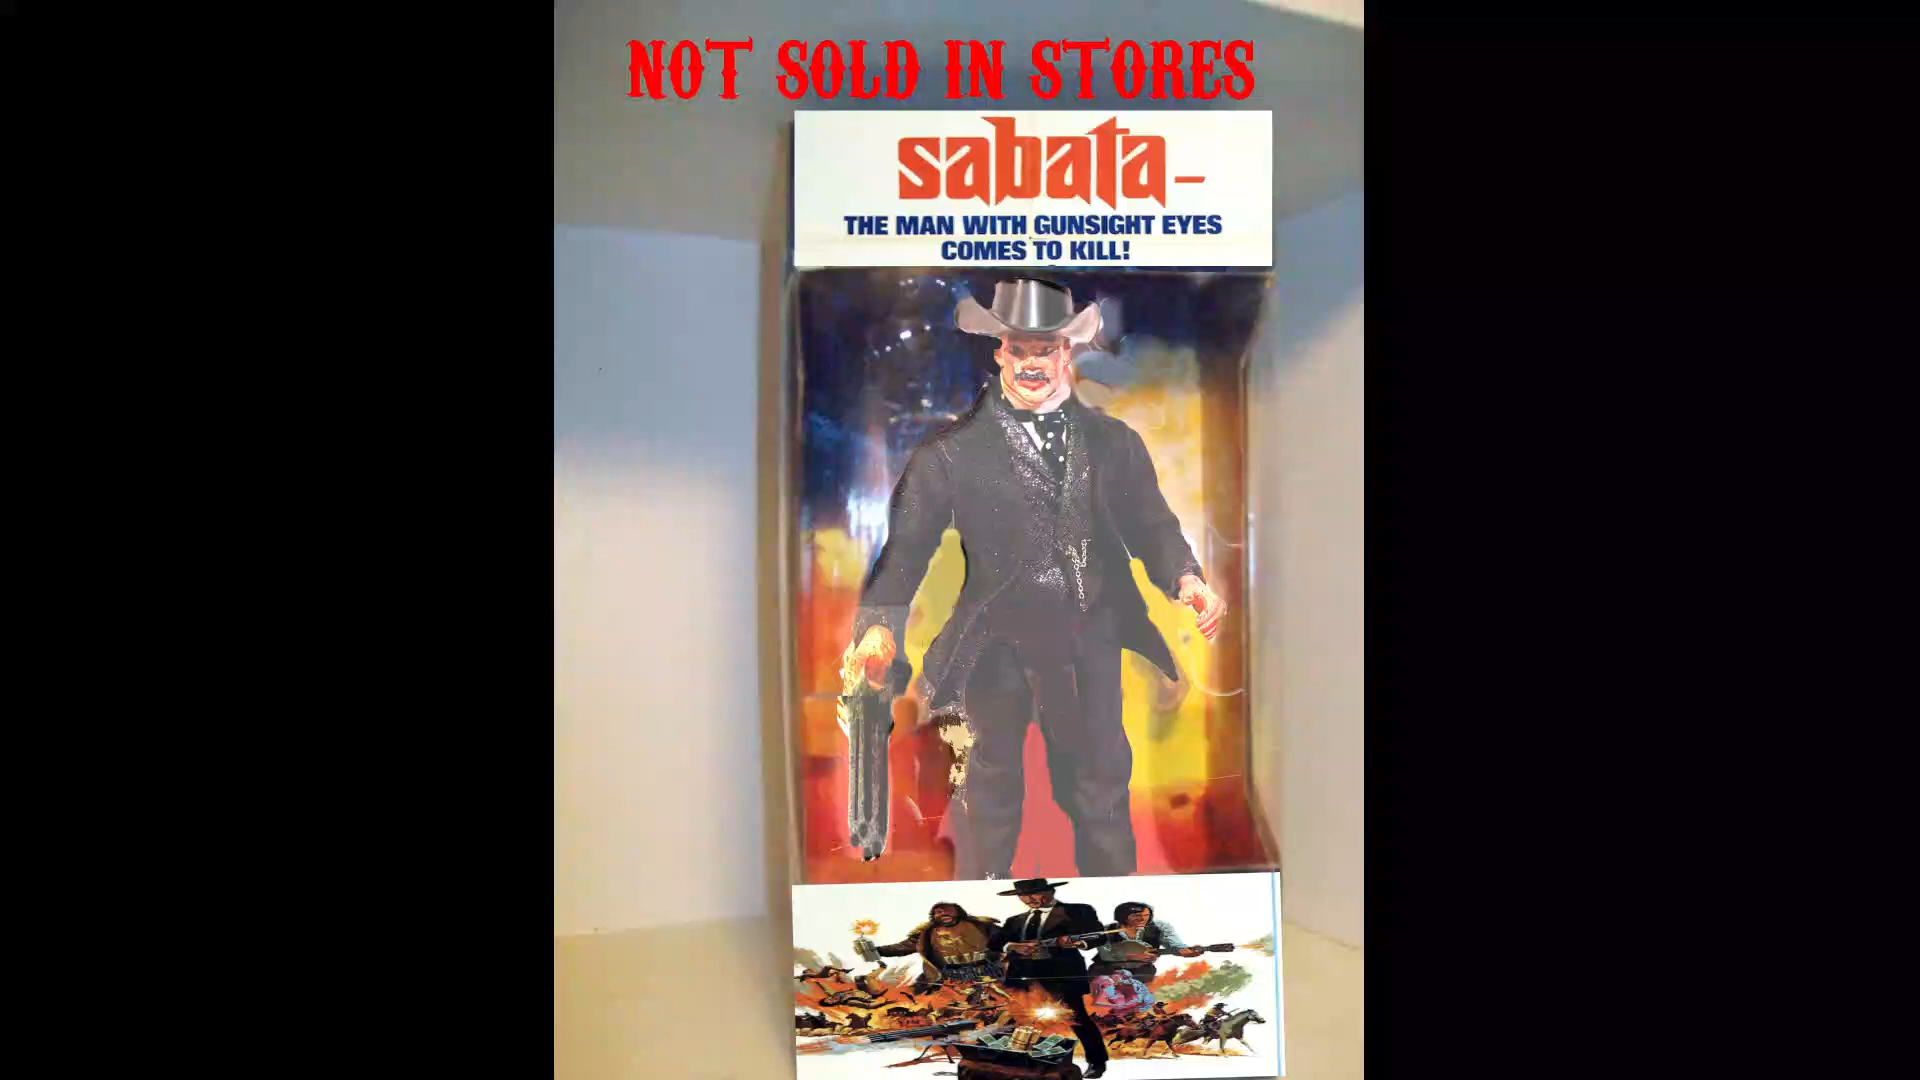 NOT SOLD IN STORES
sabata -
THE MAN WITH GUNSIGHT EYES
COMES TO KILL!